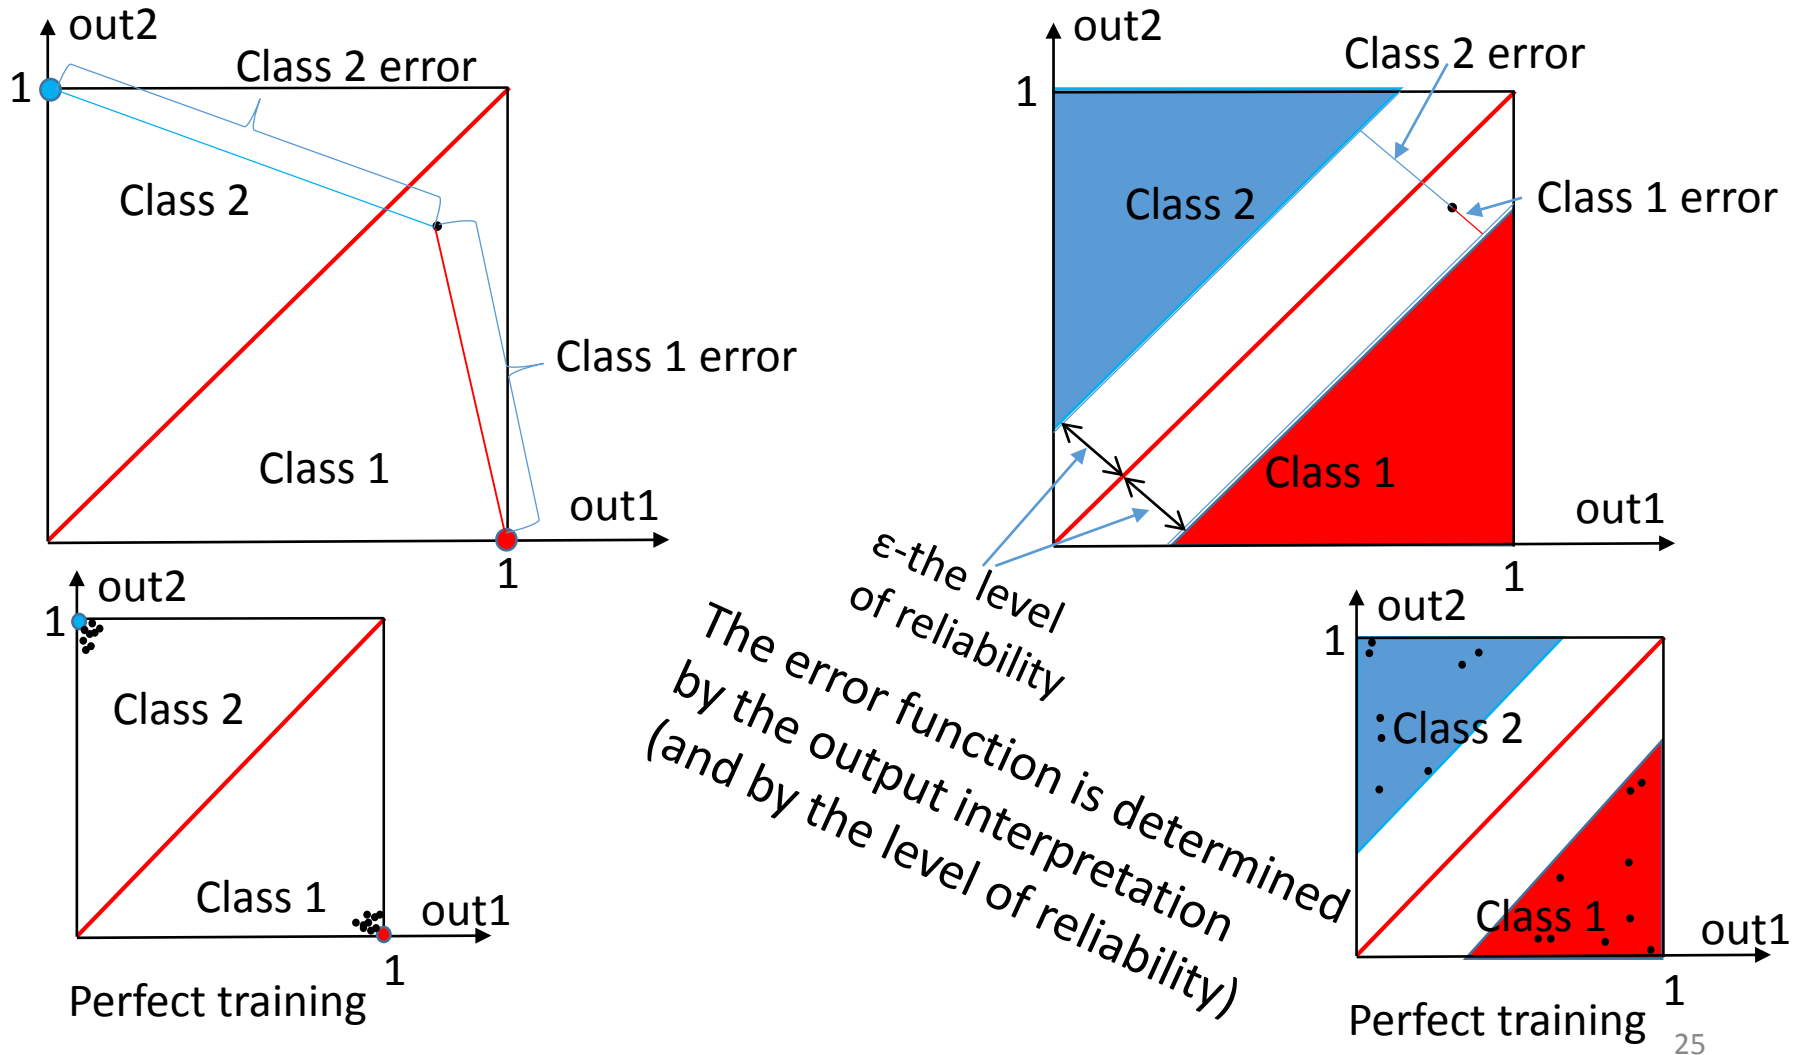 out2
Class 2 error
1
Class 2
Class 1 error
Class 1
out1
1
out2
Class 2 error
1
Class 2
Class 1 error
Class 1
out1
1
ε-the level
of reliability
The error function is determined
by the output interpretation
(and by the level of reliability)
out2
1
Class 2
Class 1
out1
1
Perfect training
out2
1
Class 2
Class 1
out1
1
Perfect training
25